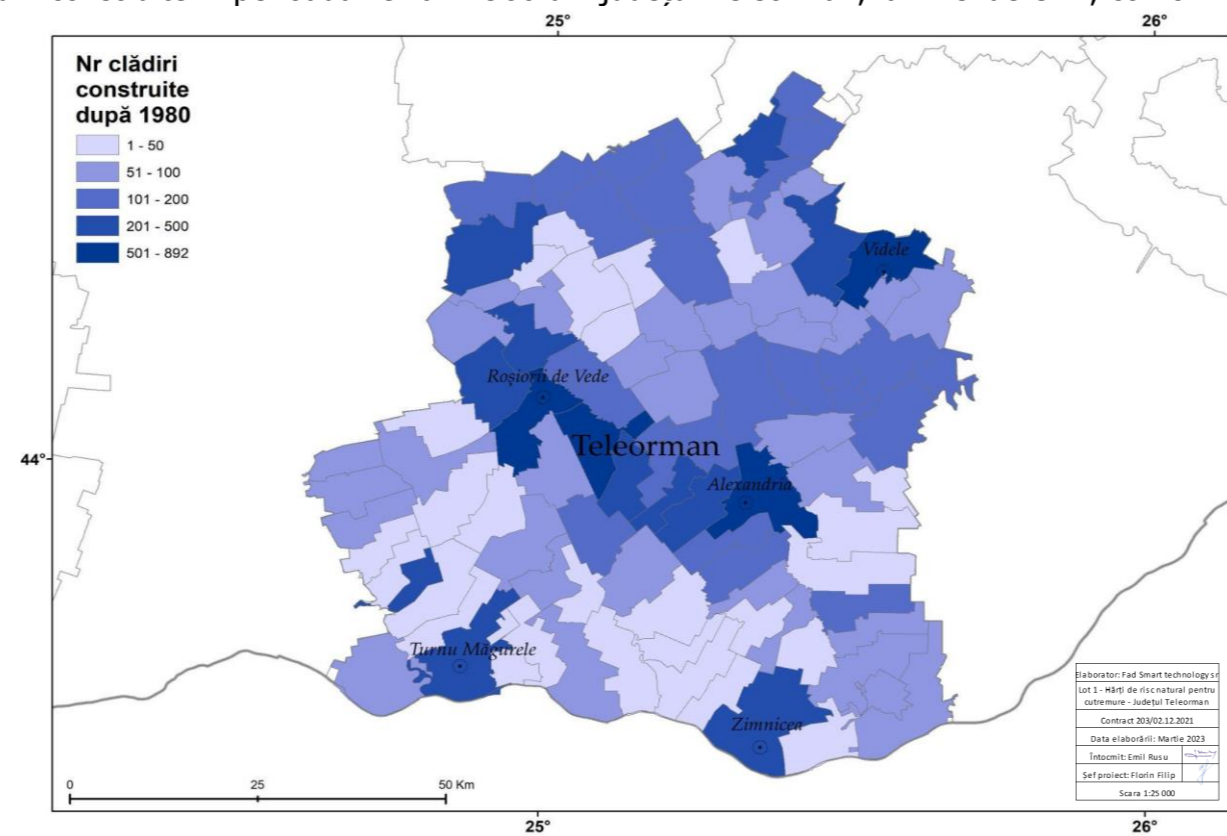 25°
26°
Nr clădiri
construite
după 1980
1 - 50
51 - 100
101 - 200
201 - 500
501 - 892
Videle
Roșiorii de Vede
Teleorman
44°
Alexandria
Turnu Măgurele
Zimnicea
Elaborator: Fad Smart technology sr
Lot 1 - Hărți de risc natural pentru
cutremure - Județul Teleorman
Contract 203/02.12.2021
Data elaborării: Martie 2023
Întocmit: Emil Rusu
Șef proiect: Florin Filip
Scara 1:25 000
0 25 50 Km
25°
26°